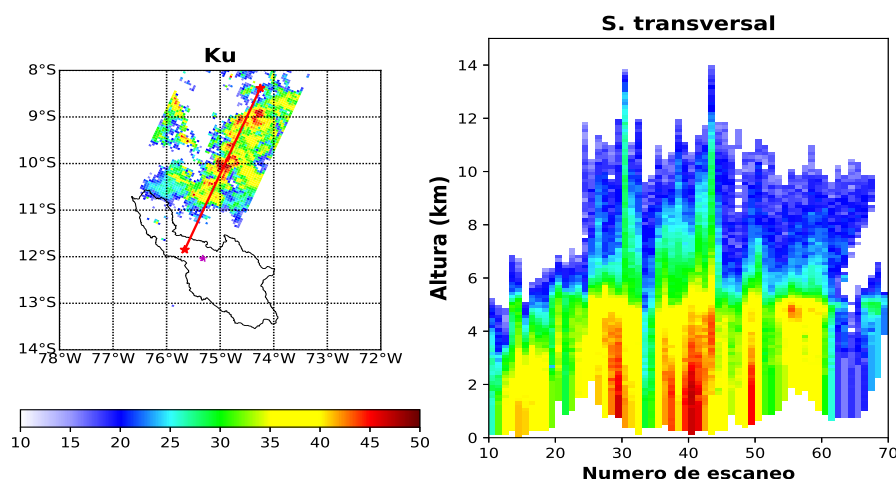 Ku
8°S
9°S
10°S
11°S
12°S
13°S
14°S
78°W 77°W 76°W 75°W 74°W 73°W 72°W
10 15 20 25 30 35 40 45 50
S. transversal
Altura (km)
14
12
10
8
6
4
2
0
10 20 30 40 50 60 70
Numero de escaneo